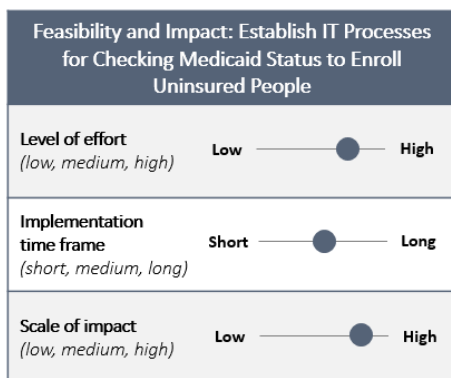 Feasibility and Impact: Establish IT Processes
for Checking Medicaid Status to Enroll
Uninsured People
Level of effort
(low, medium, high)
Low
High
Implementation
time frame
(short, medium, long)
Short
Long
Scale of impact
(low, medium, high)
Low
High